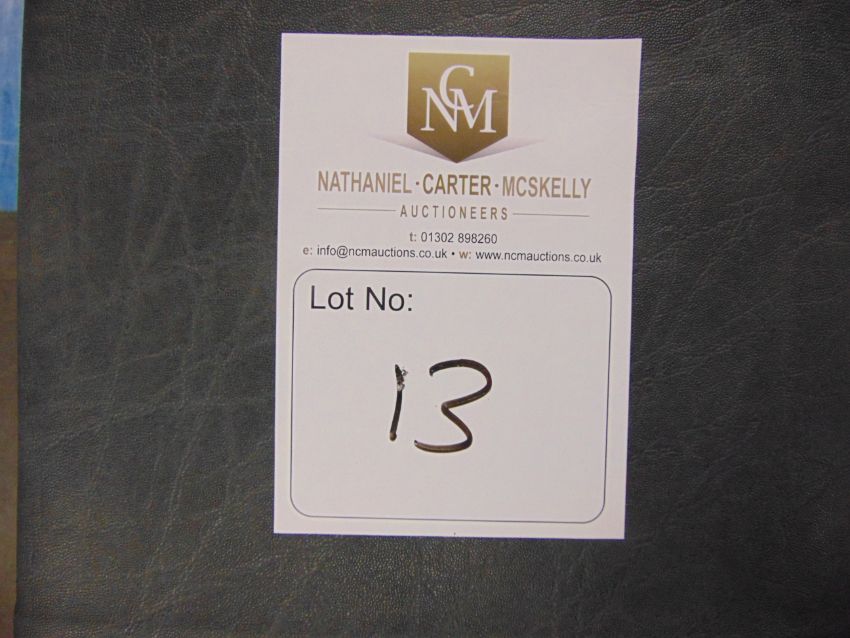 NCM
NATHANIEL · CARTER · MCSKELLY
AUCTIONEERS
t: 01302 898260
e: info@ncmauctions.co.uk • w: www.ncmauctions.co.uk
Lot No:
13